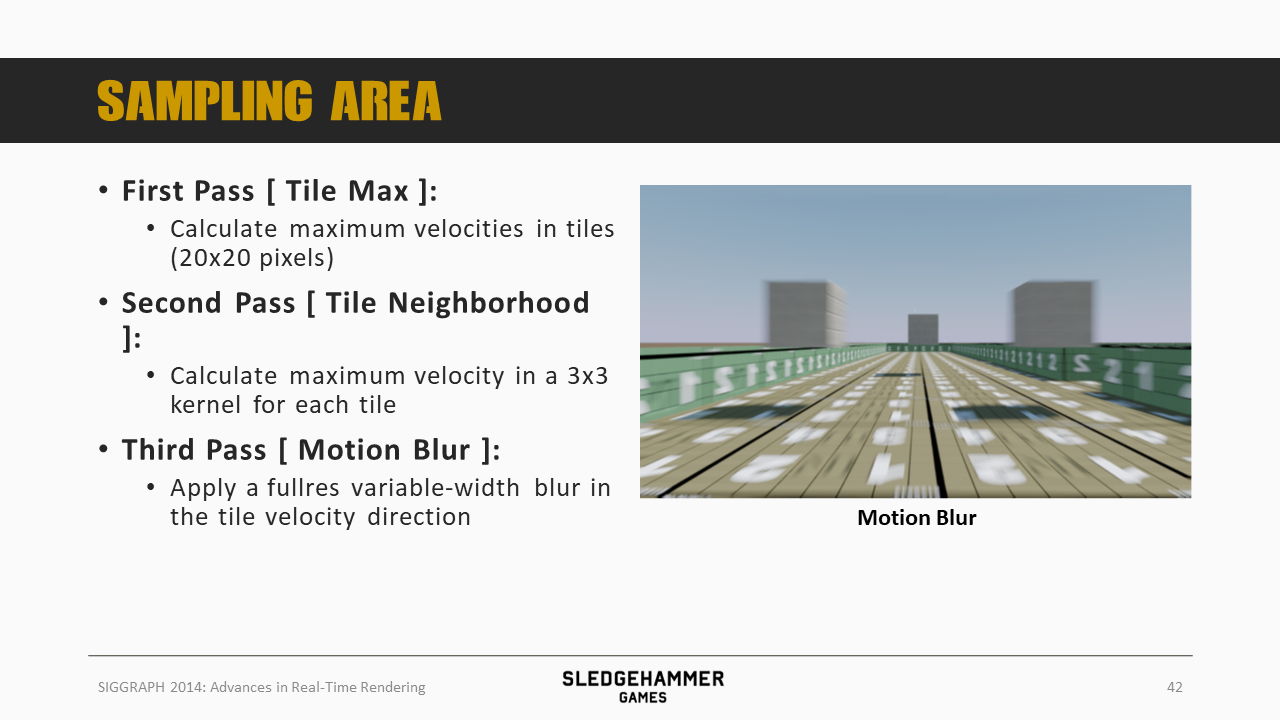 SAMPLING AREA
• First Pass [ Tile Max ]:
• Calculate maximum velocities in tiles
(20x20 pixels)
• Second Pass [ Tile Neighborhood
]:
• Calculate maximum velocity in a 3x3
kernel for each tile
• Third Pass [ Motion Blur ]:
• Apply a fullres variable-width blur in
the tile velocity direction
Motion Blur
SIGGRAPH 2014: Advances in Real-Time Rendering
SLEDGEHAMMER
GAMES
42